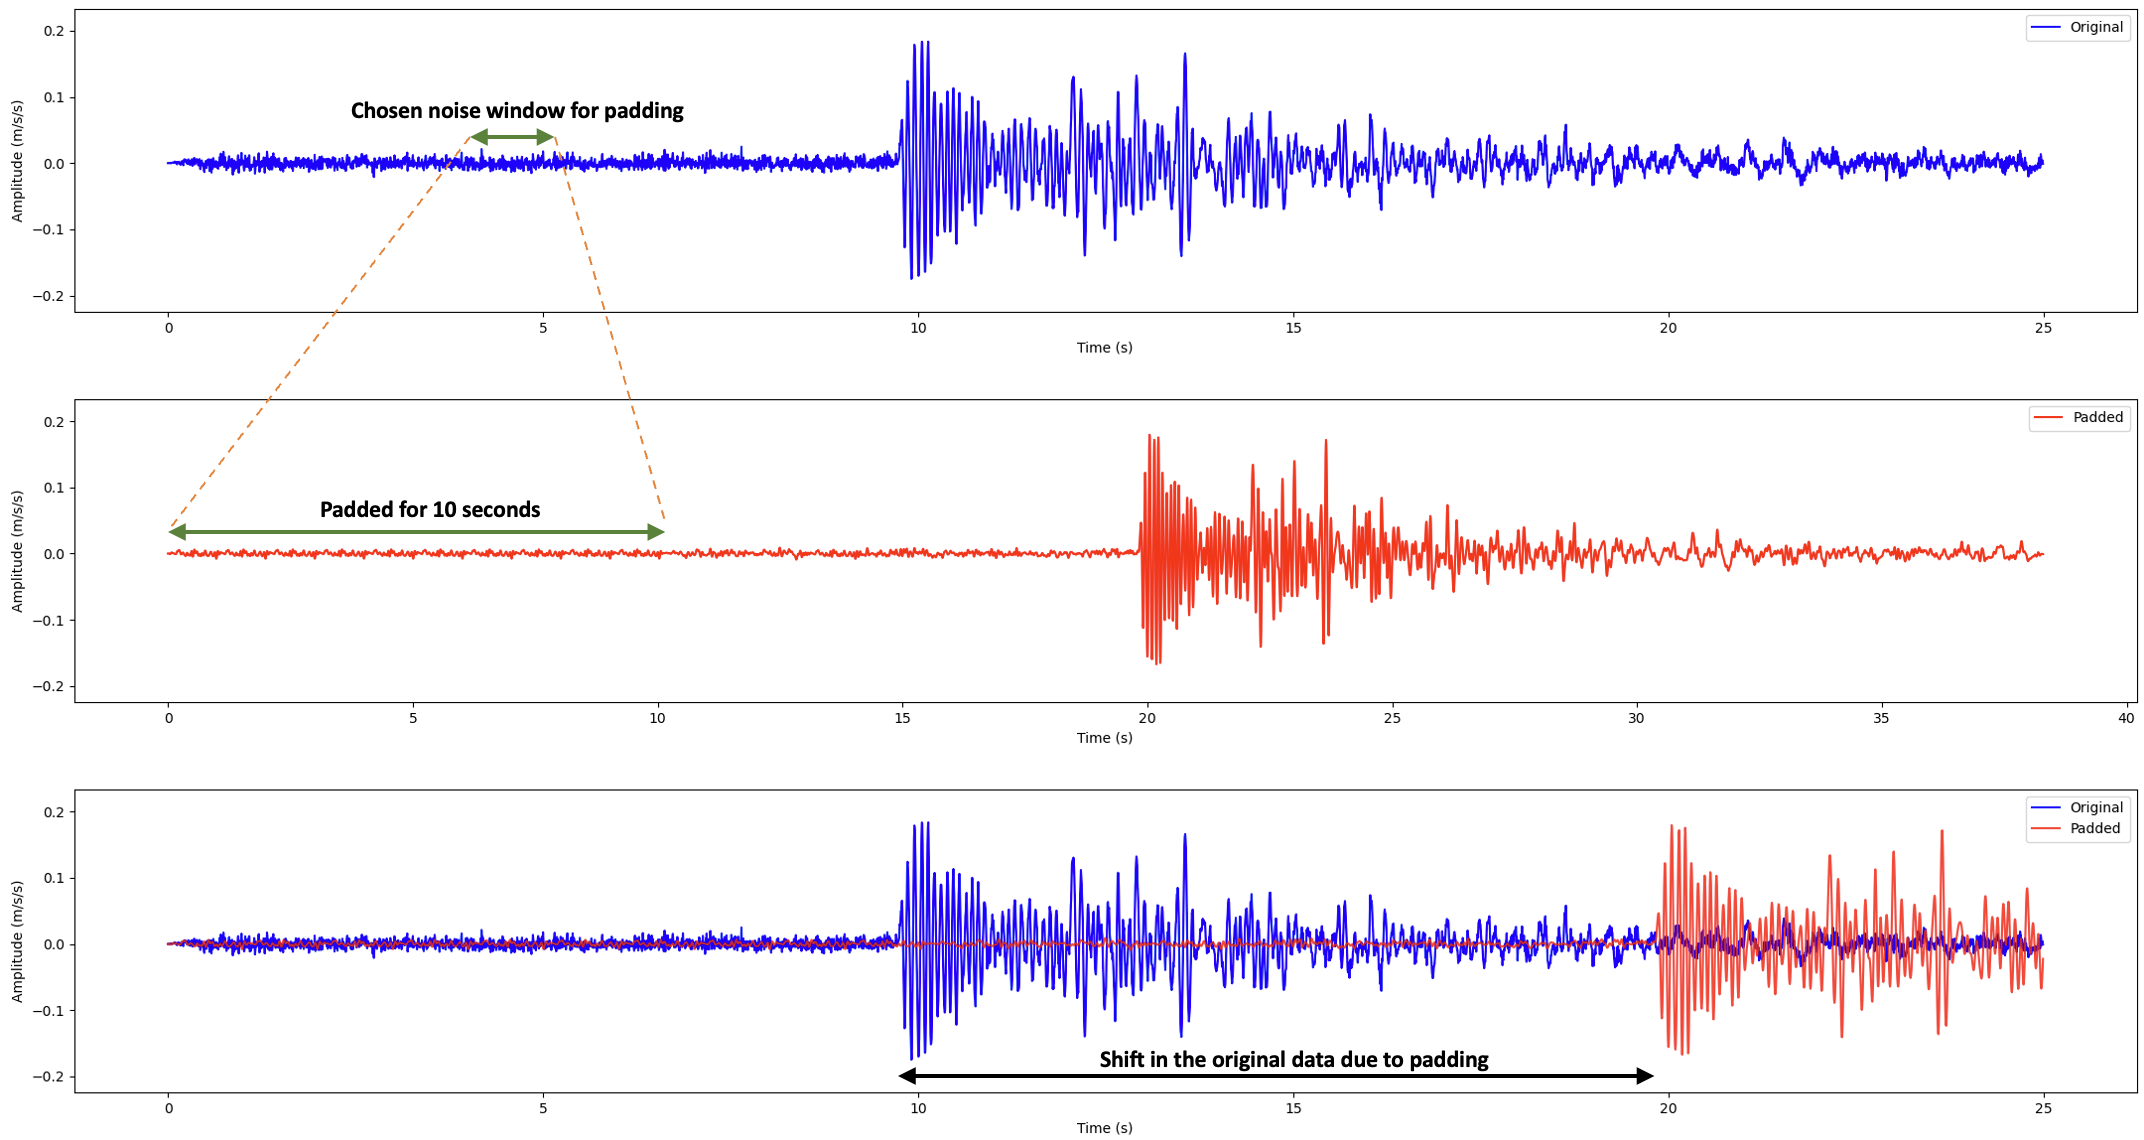 Original
Chosen noise window for padding
Amplitude (m/s/s)
0.2
0.1
0.0
−0.1
−0.2
0 5 10 15 20 25
Time (s)
Padded
Padded for 10 seconds
Amplitude (m/s/s)
0.2
0.1
0.0
−0.1
−0.2
0 5 10 15 20 25 30 35 40
Time (s)
Original
Padded
Amplitude (m/s/s)
0.2
0.1
0.0
−0.1
−0.2
Shift in the original data due to padding
0 5 10 15 20 25
Time (s)